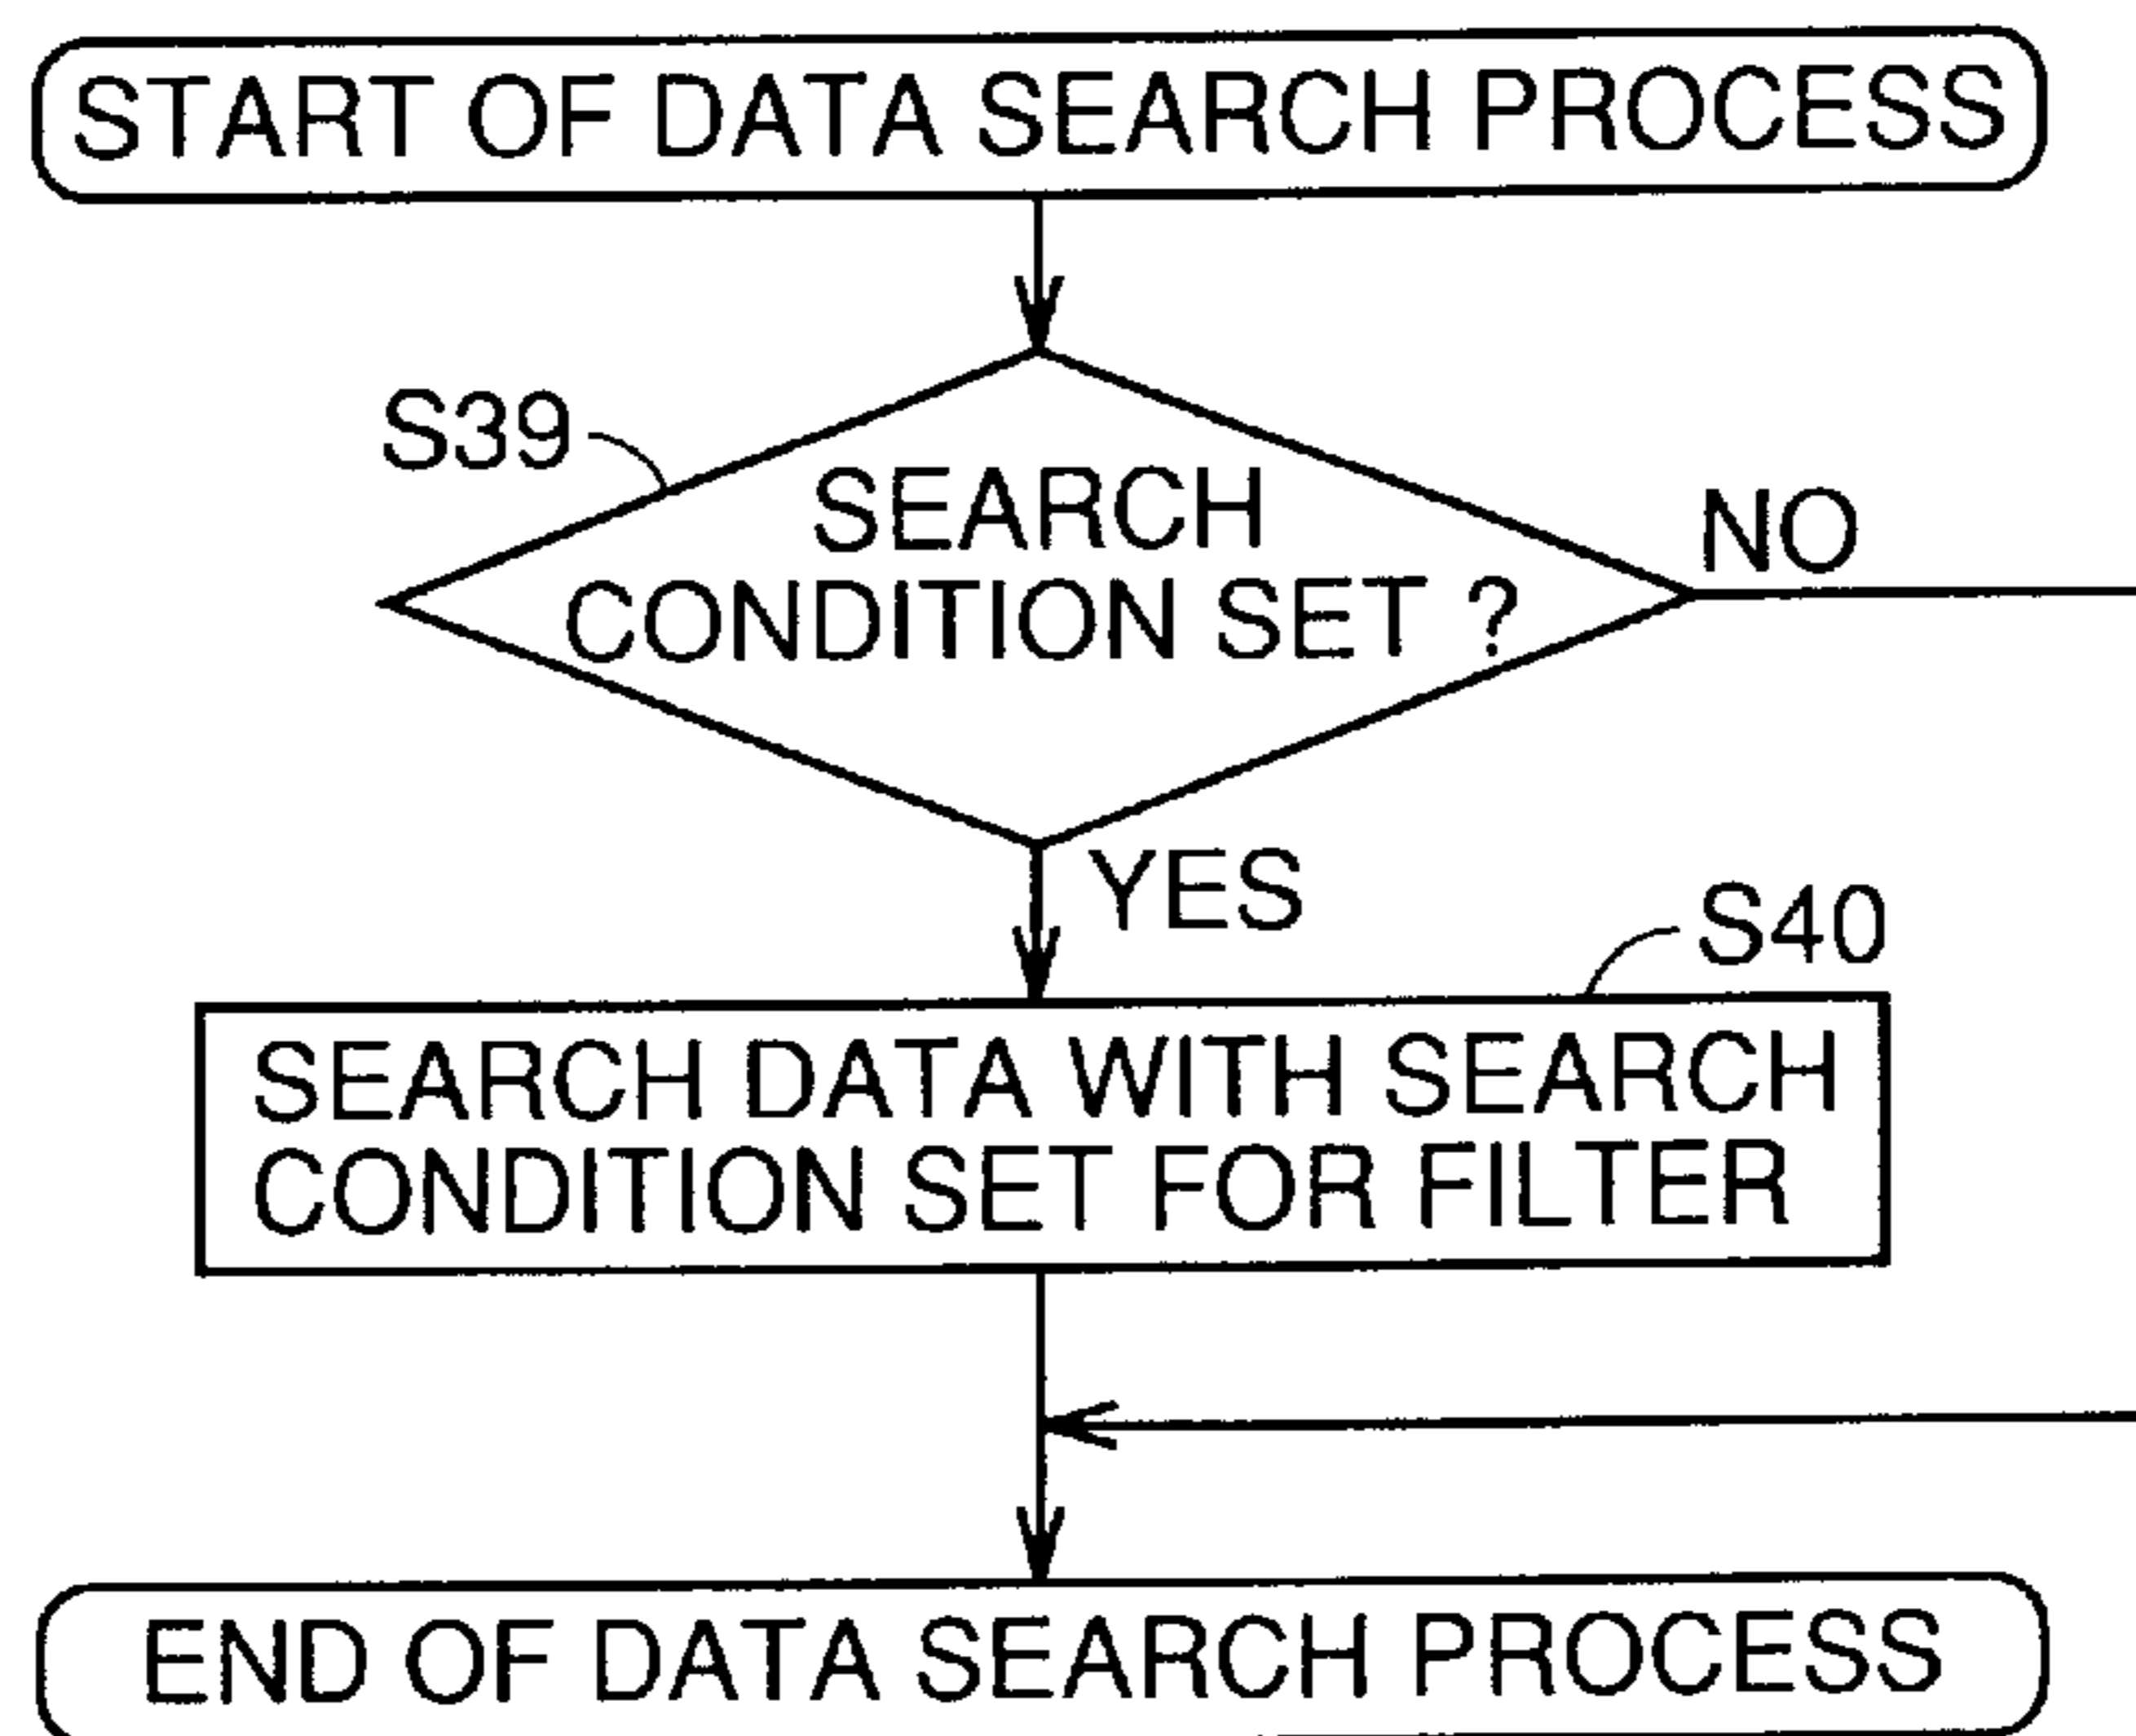 START OF DATA SEARCH PROCESS
S39
SEARCH
CONDITION SET ?
NO
YES
S40
SEARCH DATA WITH SEARCH
CONDITION SET FOR FILTER
END OF DATA SEARCH PROCESS